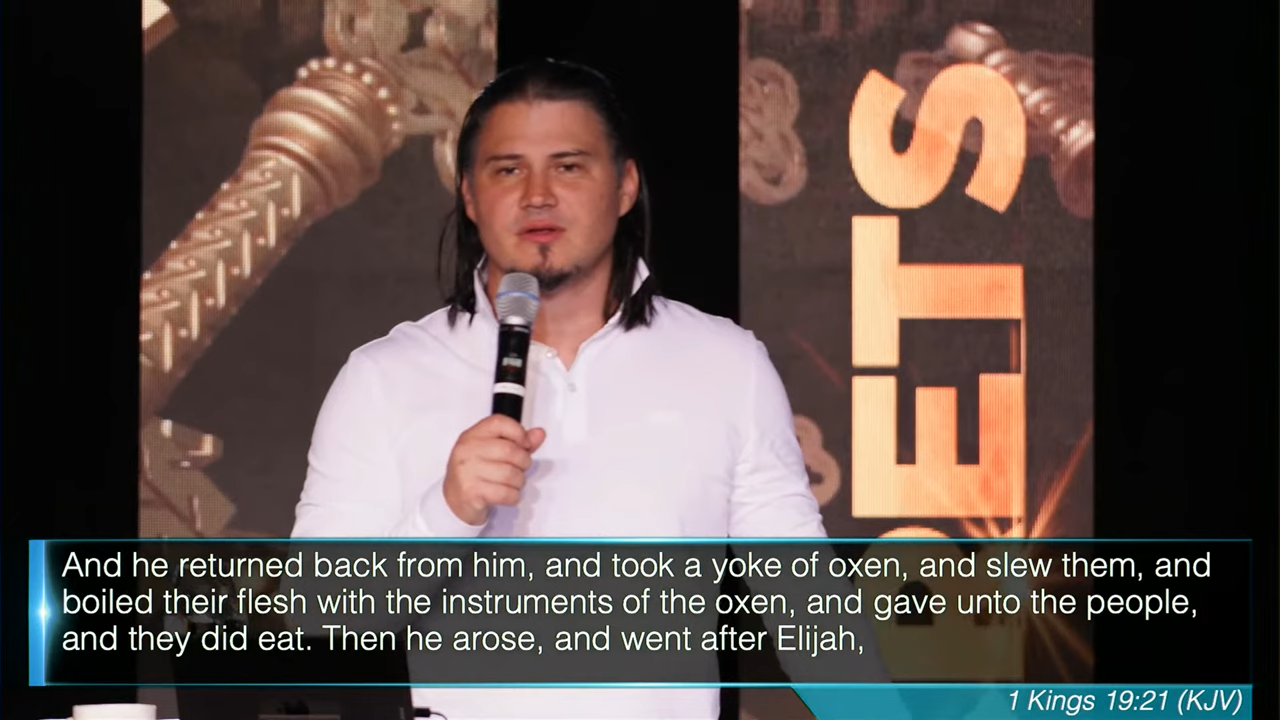 RETS
And he returned back from him, and took a yoke of oxen, and slew them, and
boiled their flesh with the instruments of the oxen, and gave unto the people,
and they did eat. Then he arose, and went after Elijah,
1 Kings 19:21 (KJV)